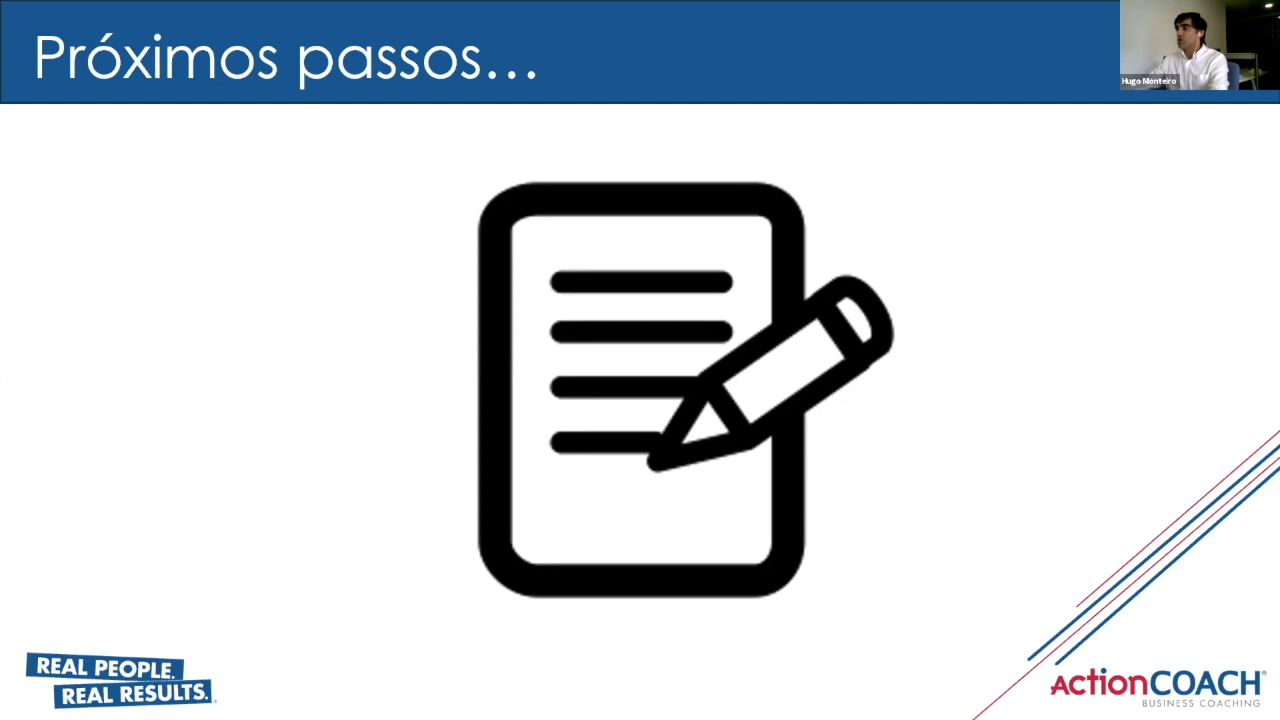 Próximos passos...
Hugo Monteiro
REAL PEOPLE.
REAL RESULTS.
ActionCOACH®
BUSINESS COACHING